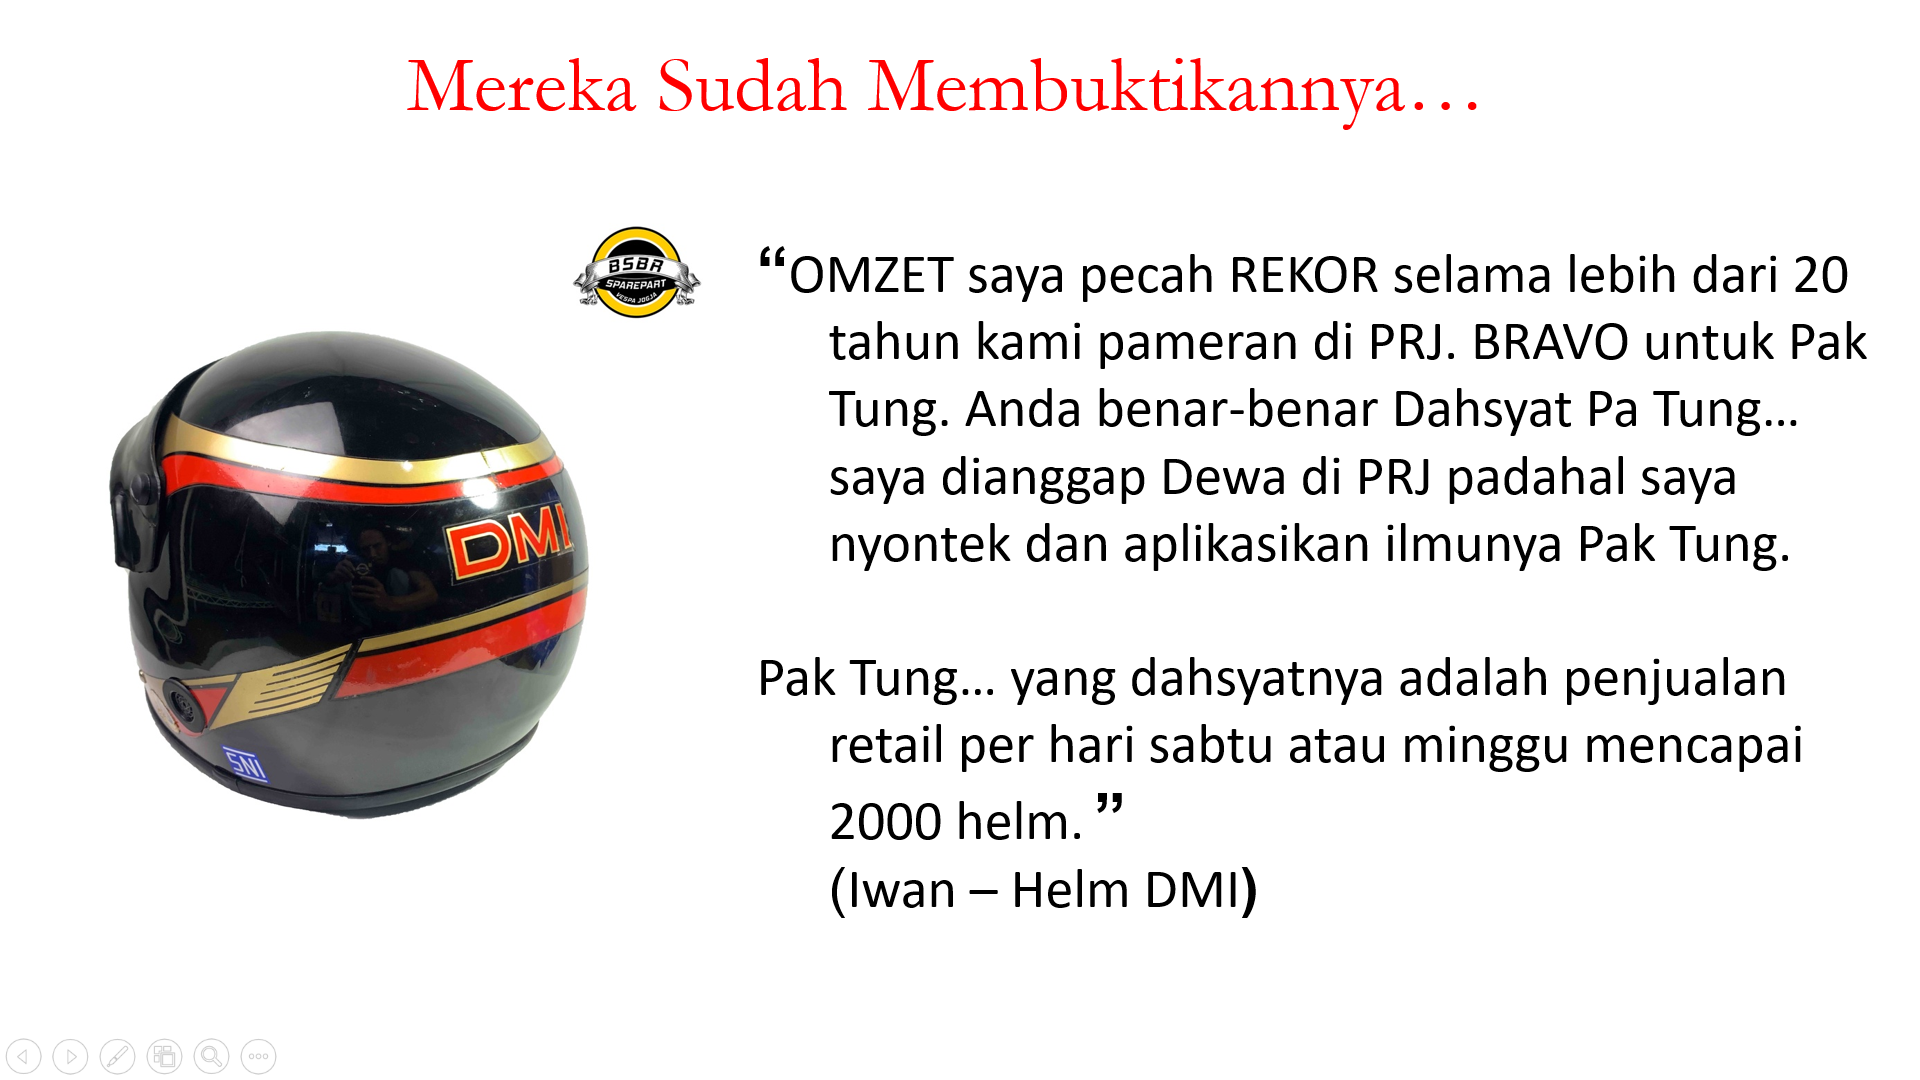 Mereka Sudah Membuktikannya…
BSBR
SPAREPART
VESPA JOGJA
“OMZET saya pecah REKOR selama lebih dari 20
tahun kami pameran di PRJ. BRAVO untuk Pak
Tung. Anda benar-benar Dahsyat Pa Tung…
saya dianggap Dewa di PRJ padahal saya
nyontek dan aplikasikan ilmunya Pak Tung.
Pak Tung… yang dahsyatnya adalah penjualan
retail per hari sabtu atau minggu mencapai
2000 helm. ”
(Iwan – Helm DMI)
DMI
SNI